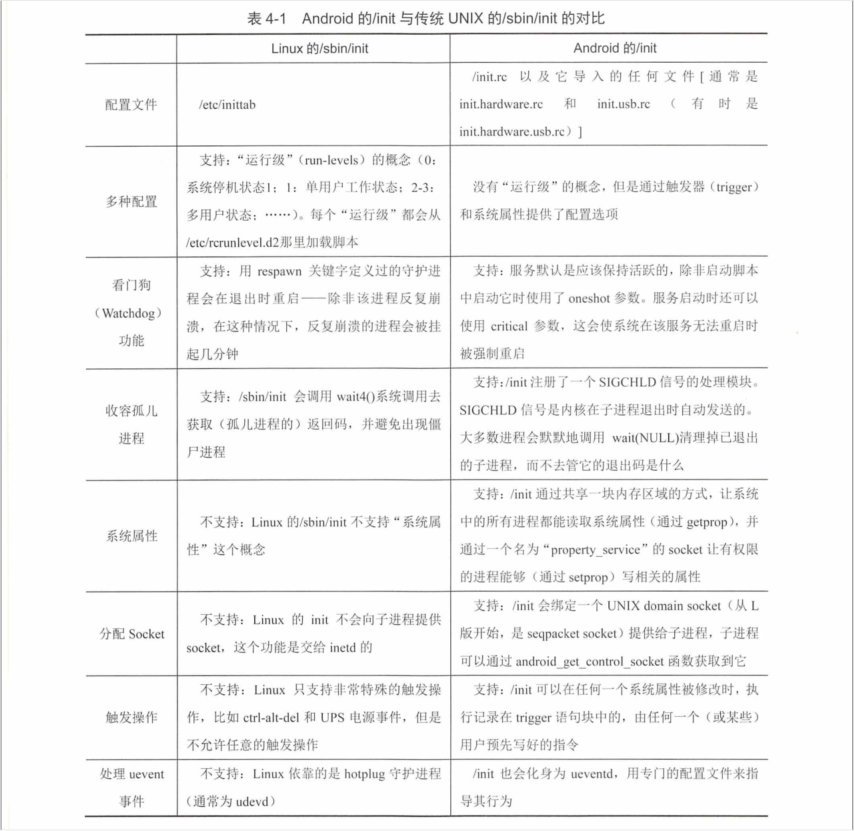 表 4-1 Android 的/init 与传统 UNIX 的/sbin/init 的对比
Linux 的/sbin/init
Android 的/init
配置文件
/etc/inittab
/init.rc 以及它导入的任何文件[通常是
init.hardware.rc 和 init.usb.rc （有时是
init.hardware.usb.rc）]
多种配置
支持：“运行级”（run-levels）的概念（0：
系统停机状态1；1：单用户工作状态；2-3：
多用户状态；……）。每个“运行级”都会从
/etc/rcrunlevel.d2那里加载脚本
没有“运行级”的概念，但是通过触发器（trigger）
和系统属性提供了配置选项
看门狗
（Watchdog）
功能
支持：用 respawn 关键字定义过的守护进
程会在退出时重启——除非该进程反复崩
溃，在这种情况下，反复崩溃的进程会被挂
起几分钟
支持：服务默认是应该保持活跃的，除非启动脚本
中启动它时使用了 oneshot 参数。服务启动时还可以
使用 critical 参数，这会使系统在该服务无法重启时
被强制重启
收容孤儿
进程
支持：/sbin/init 会调用 wait4()系统调用去
获取（孤儿进程的）返回码，并避免出现僵
尸进程
支持：/init 注册了一个 SIGCHLD 信号的处理模块。
SIGCHLD 信号是内核在子进程退出时自动发送的。
大多数进程会默默地调用 wait(NULL)清理掉已退出
的子进程，而不去管它的退出码是什么
系统属性
不支持：Linux 的/sbin/init 不支持“系统属
性”这个概念
支持：/init 通过共享一块内存区域的方式，让系统
中的所有进程都能读取系统属性（通过 getprop），并
通过一个名为“property_service”的 socket 让有权限
的进程能够（通过 setprop）写相关的属性
分配 Socket
不支持：Linux 的 init 不会向子进程提供
socket，这个功能是交给 inetd 的
支持：/init 会绑定一个 UNIX domain socket（从 L
版开始，是 seqpacket socket）提供给子进程，子进程
可以通过 android_get_control_socket 函数获取到它
触发操作
不支持：Linux 只支持非常特殊的触发操
作，比如 ctrl-alt-del 和 UPS 电源事件，但是
不允许任意的触发操作
支持：/init 可以在任何一个系统属性被修改时，执
行记录在 trigger 语句块中的，由任何一个（或某些）
用户预先写好的指令
处理 uevent
事件
不支持：Linux 依靠的是 hotplug 守护进程
（通常为 udevd）
/init 也会化身为 ueventd，用专门的配置文件来指
导其行为